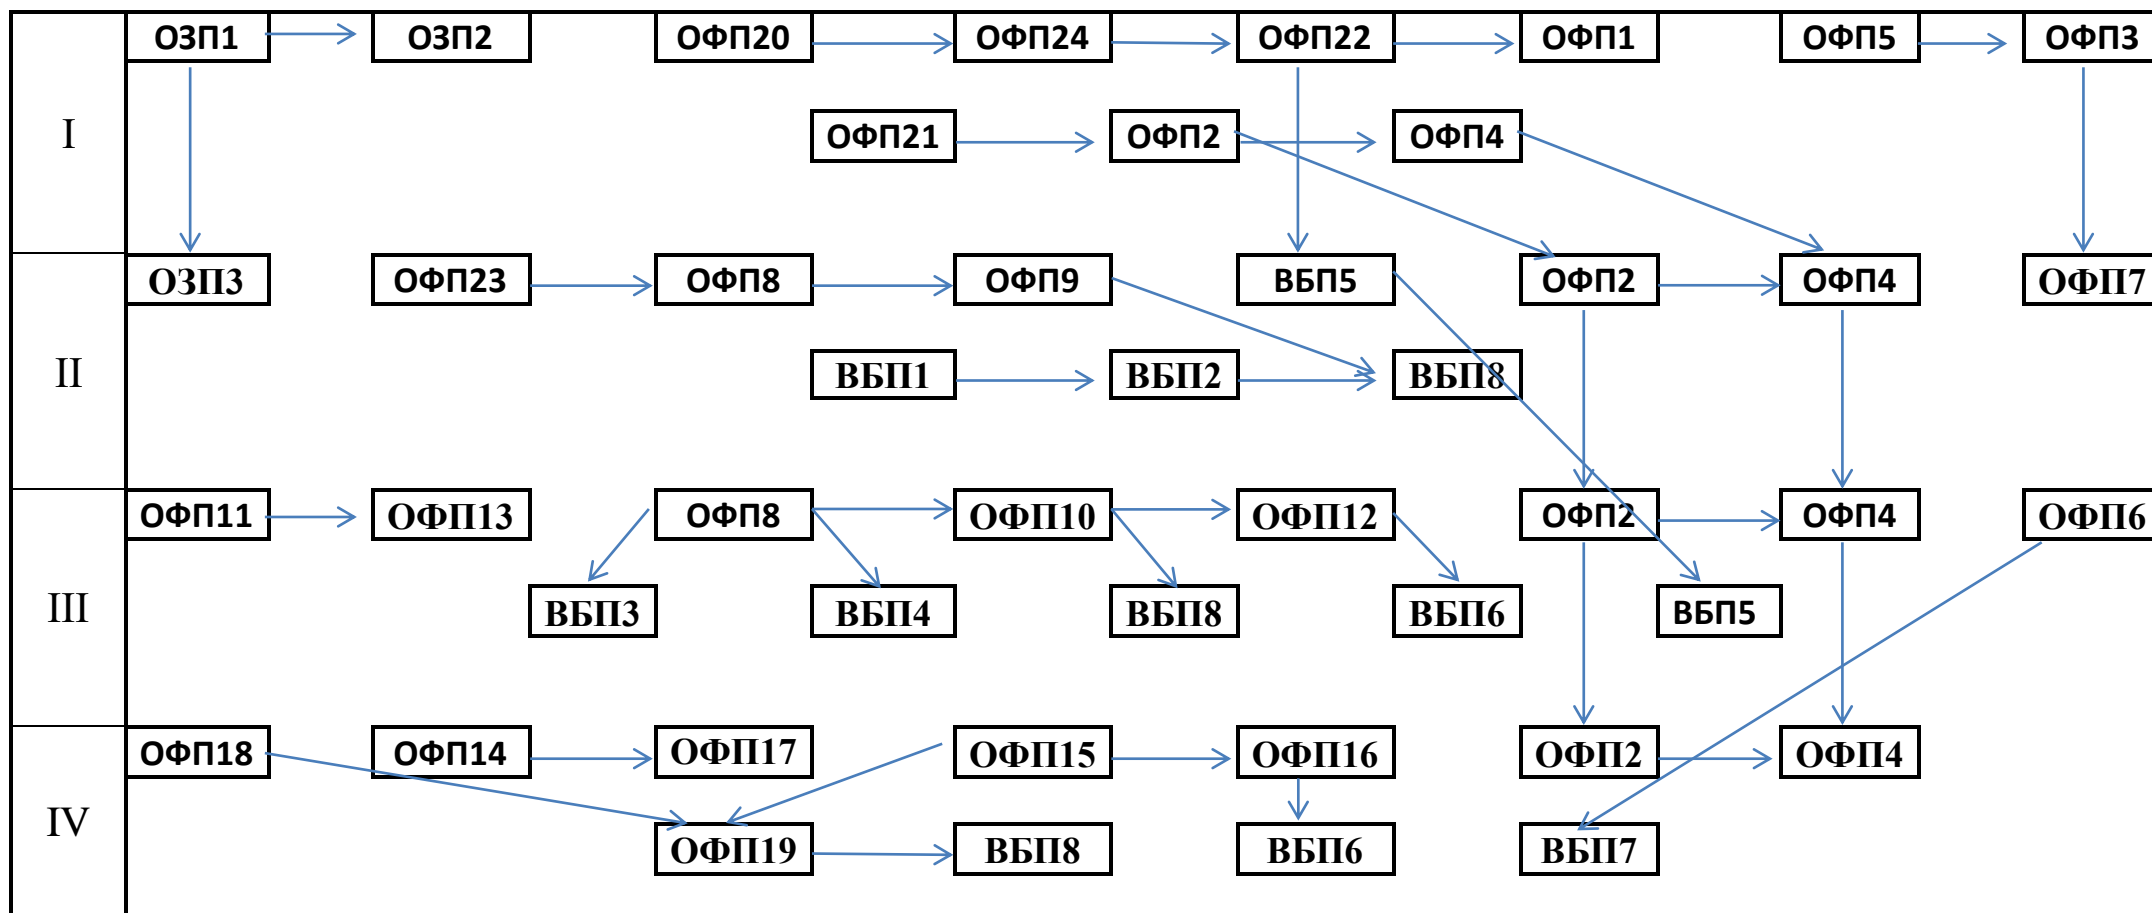 ОЗП1 ОЗП2 ОФП20 ОФП24 ОФП22 ОФП1 ОФП5 ОФП3
I ОФП21 ОФП2 ОФП4
ОЗП3 ОФП23 ОФП8 ОФП9 ВБП5 ОФП2 ОФП4 ОФП7
II ВБП1 ВБП2 ВБП8
ОФП11 ОФП13 ОФП8 ОФП10 ОФП12 ОФП2 ОФП4 ОФП6
III ВБП3 ВБП4 ВБП8 ВБП6 ВБП5
ОФП18 ОФП14 ОФП17 ОФП15 ОФП16 ОФП2 ОФП4
IV ОФП19 ВБП8 ВБП6 ВБП7